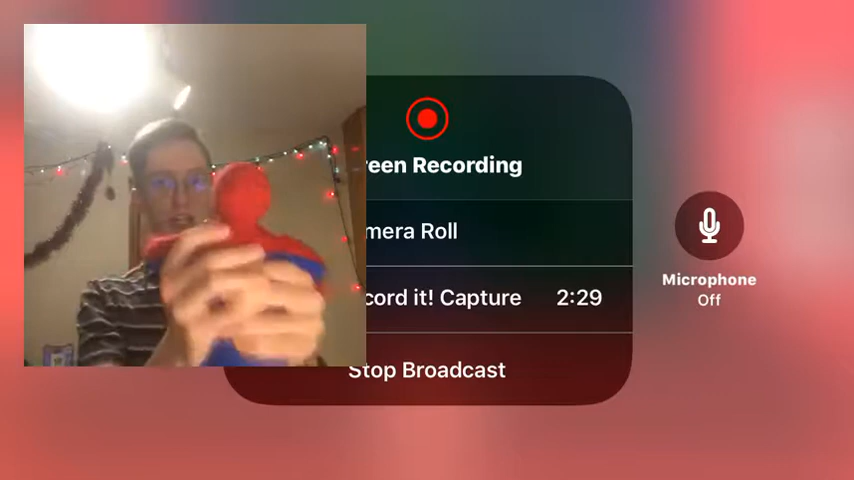 reen Recording
mera Roll
cord it! Capture 2:29
Stop Broadcast
Microphone
Off